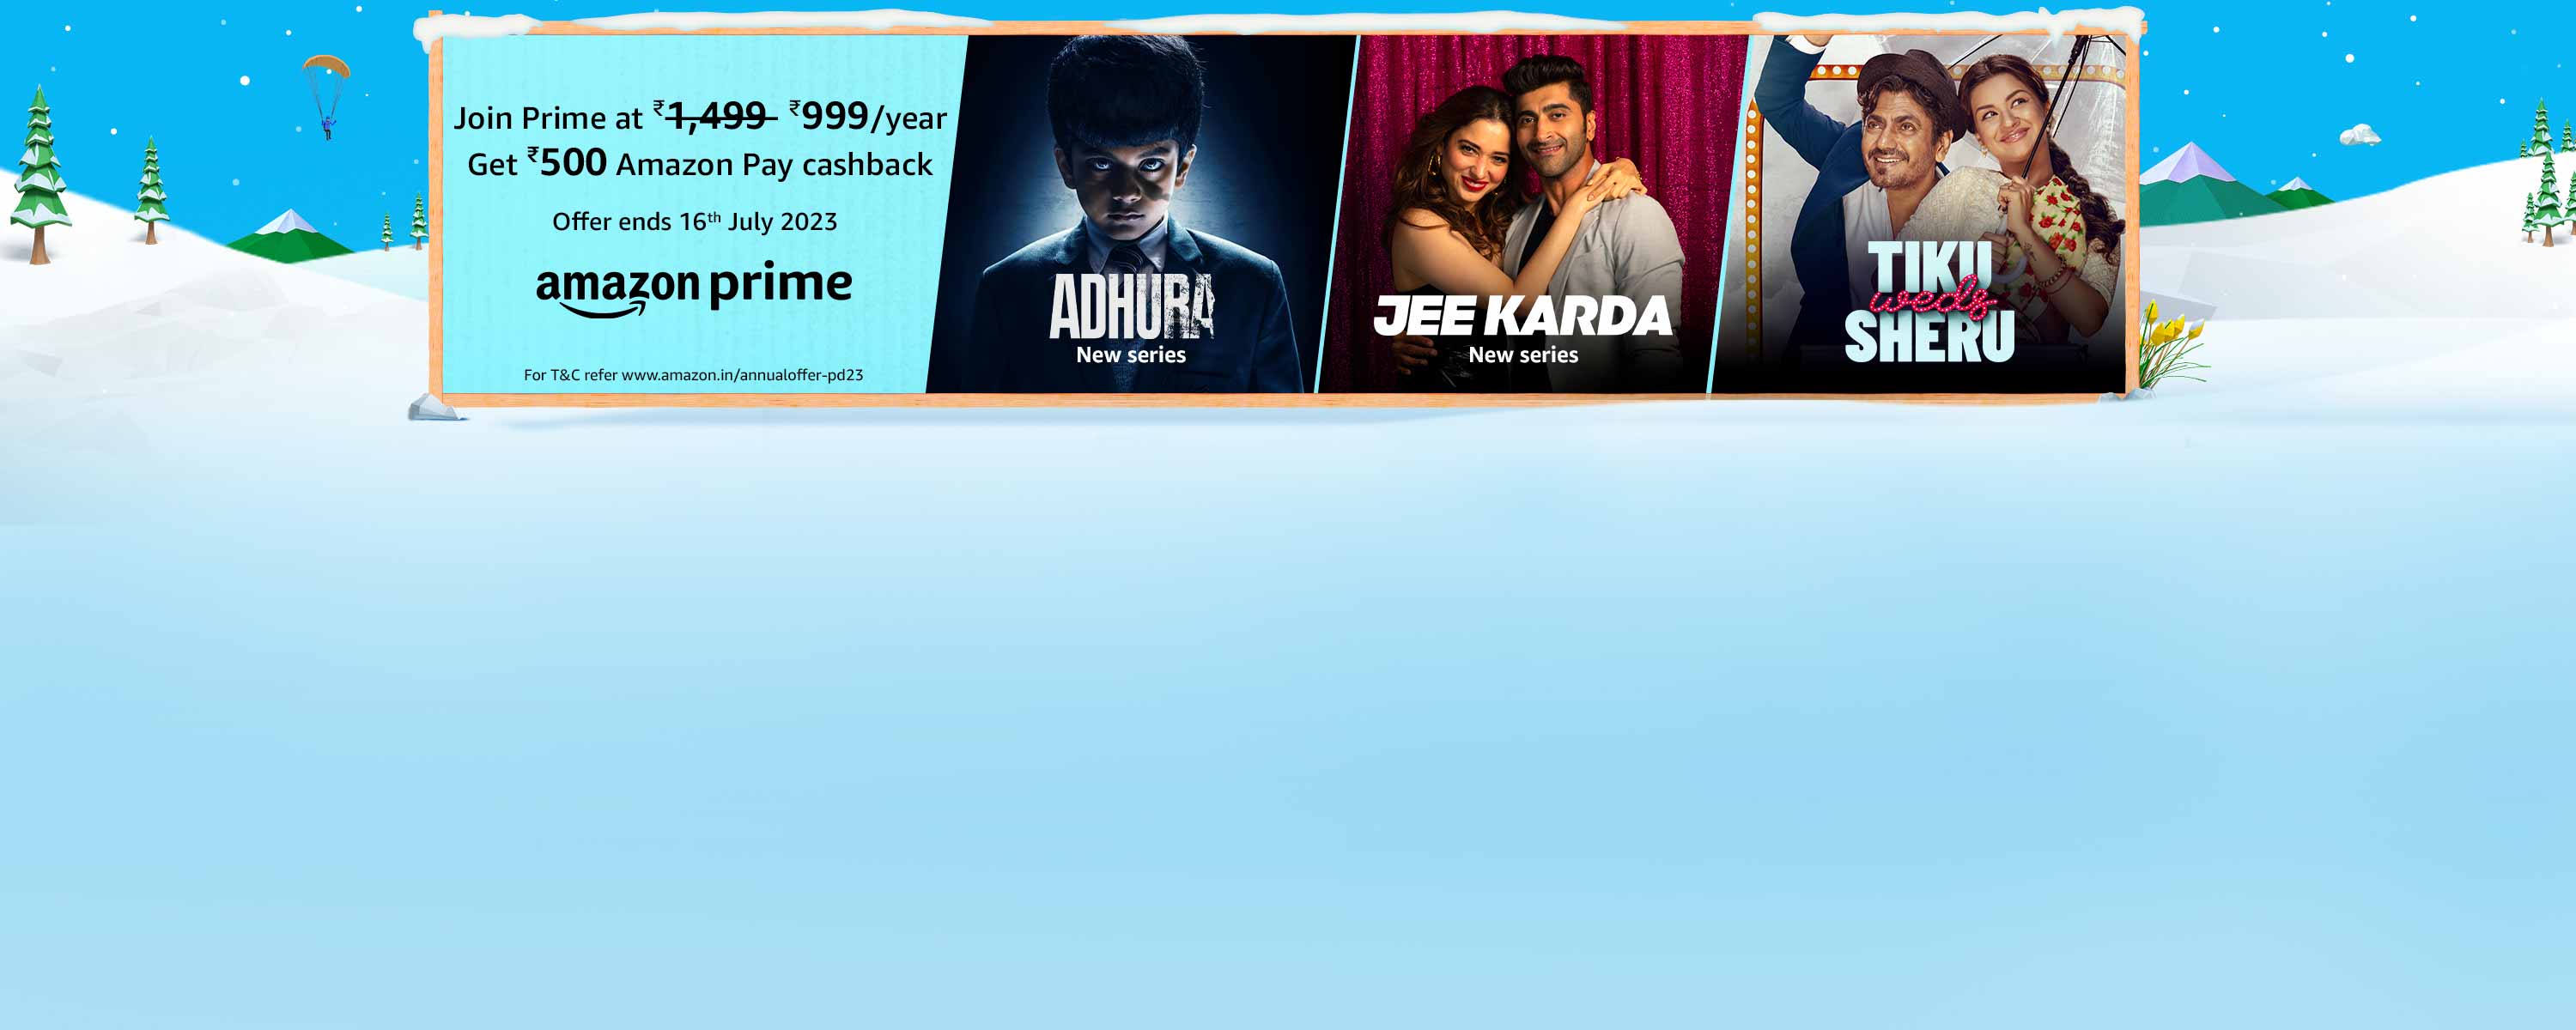 Join Prime at ₹1,499 ₹999/year
Get ₹500 Amazon Pay cashback
Offer ends 16th July 2023
amazon prime
For T&C refer www.amazon.in/annualoffer-pd23
ADHURA
New series
JEE KARDA
New series
TIKU
weds
SHERU